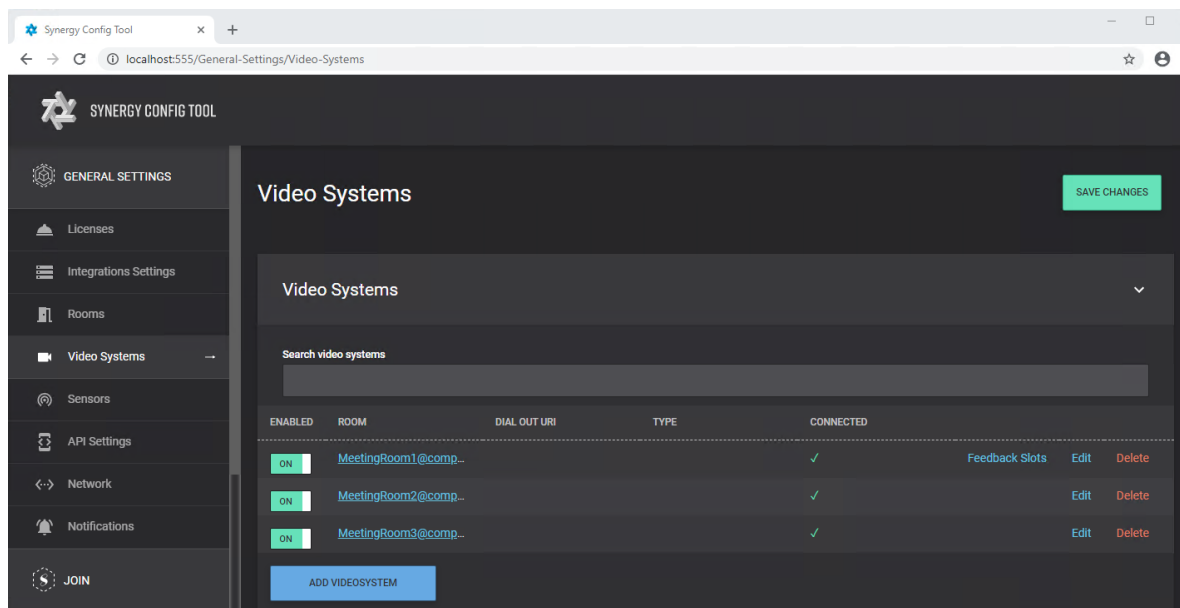 Synergy Config Tool
localhost:555/General-Settings/Video-Systems
SYNERGY CONFIG TOOL
GENERAL SETTINGS
Licenses
Integrations Settings
Rooms
Video Systems
Sensors
API Settings
Network
Notifications
JOIN
Video Systems
SAVE CHANGES
Video Systems
Search video systems
ENABLED ROOM DIAL OUT URI TYPE CONNECTED
ON MeetingRoom1@comp... Feedback Slots Edit Delete
ON MeetingRoom2@comp... Edit Delete
ON MeetingRoom3@comp... Edit Delete
ADD VIDEOSYSTEM